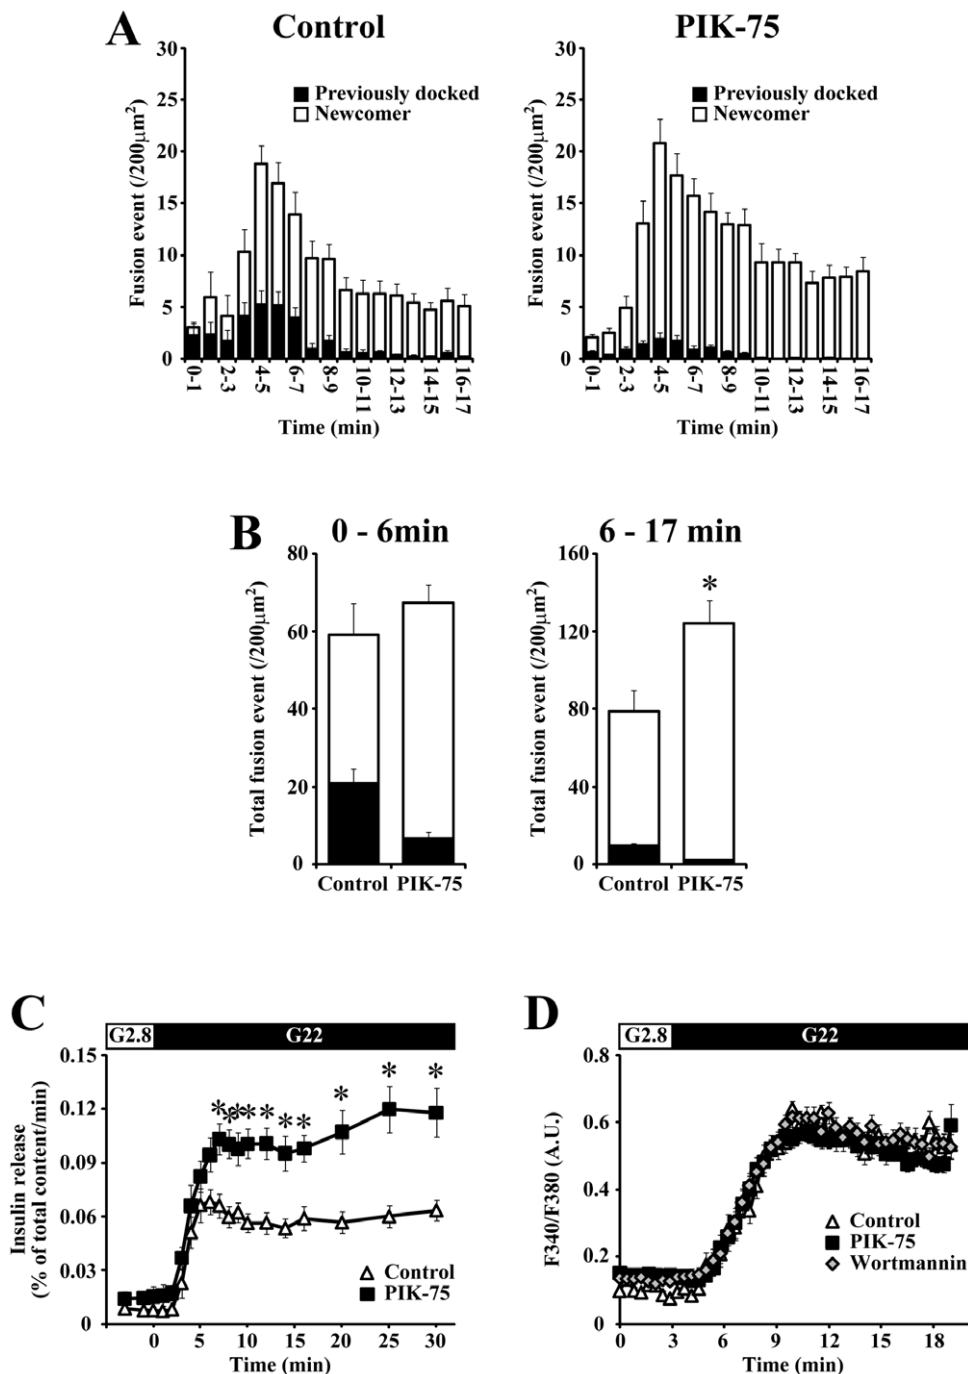 A
Control
Fusion event (/200μm²)
30
25
20
15
10
5
0
Previously docked
Newcomer
0-1
2-3
4-5
6-7
8-9
10-11
12-13
14-15
16-17
Time (min)
PIK-75
Fusion event (/200μm²)
30
25
20
15
10
5
0
Previously docked
Newcomer
0-1
2-3
4-5
6-7
8-9
10-11
12-13
14-15
16-17
Time (min)
B
0 - 6min
Total fusion event (/200μm²)
80
60
40
20
0
Control PIK-75
6 - 17 min
Total fusion event (/200μm²)
160
120
80
40
0
*
Control PIK-75
C
G2.8 G22
Insulin release
(% of total content/min)
0.15
0.12
0.09
0.06
0.03
0
* * * * * * * * * *
Control
PIK-75
0 5 10 15 20 25 30
Time (min)
D
G2.8 G22
F340/F380 (A.U.)
0.8
0.6
0.4
0.2
0
Control
PIK-75
Wortmannin
0 3 6 9 12 15 18
Time (min)